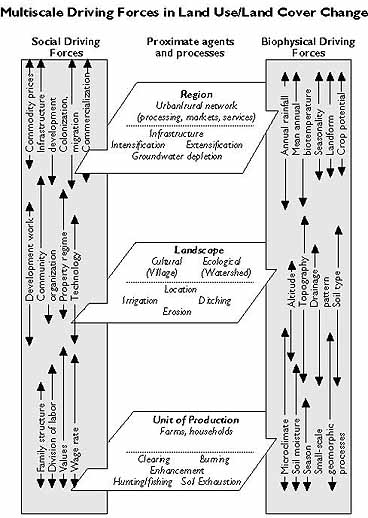 Multiscale Driving Forces in Land Use/Land Cover Change
Social Driving
Forces
Proximate agents
and processes
Biophysical Driving
Forces
Commodity prices
Infrastructure
development
Colonization,
migration
Commercialization
Region
Urban/rural network
(processing, markets, services)
Infrastructure
Intensification Extensification
Groundwater depletion
Annual rainfall
Mean annual
biotemperature
Seasonality
Landform
Crop potential
Development work
Community
organization
Property regime
Technology
Landscape
Cultural Ecological
(Village) (Watershed)
Location
Irrigation Ditching
Erosion
Altitude
Topography
Drainage
pattern
Soil type
Family structure
Division of labor
Values
Wage rate
Unit of Production
Farms, households
Clearing Burning
Enhancement
Hunting/fishing Soil Exhaustion
Microclimate
Soil moisture
Season
Small-scale
geomorphic
processes